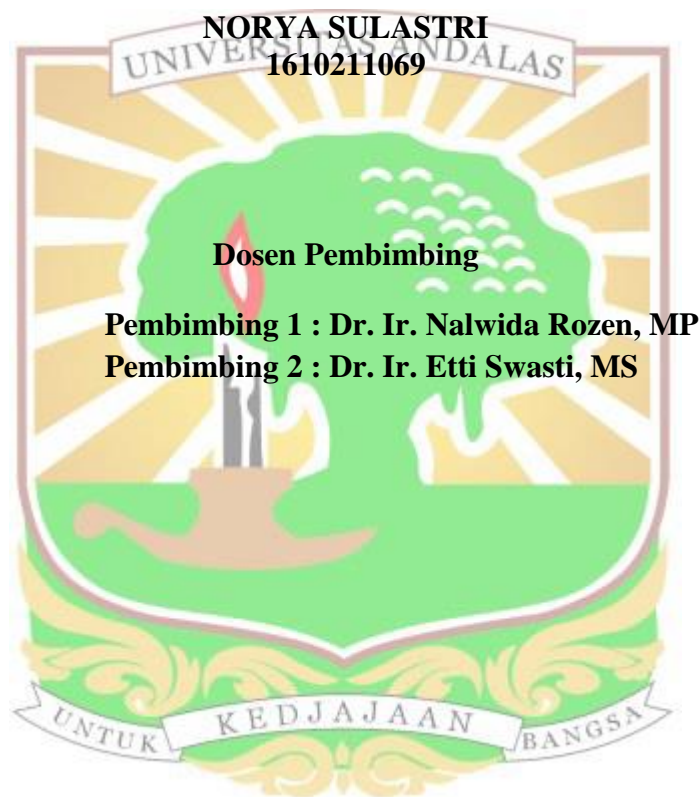 NORYA SULASTRI
UNIVERSITAS ANDALAS
1610211069
Dosen Pembimbing
Pembimbing 1 : Dr. Ir. Nalwida Rozen, MP
Pembimbing 2 : Dr. Ir. Etti Swasti, MS
UNTUK KEDJAJAAN BANGSA